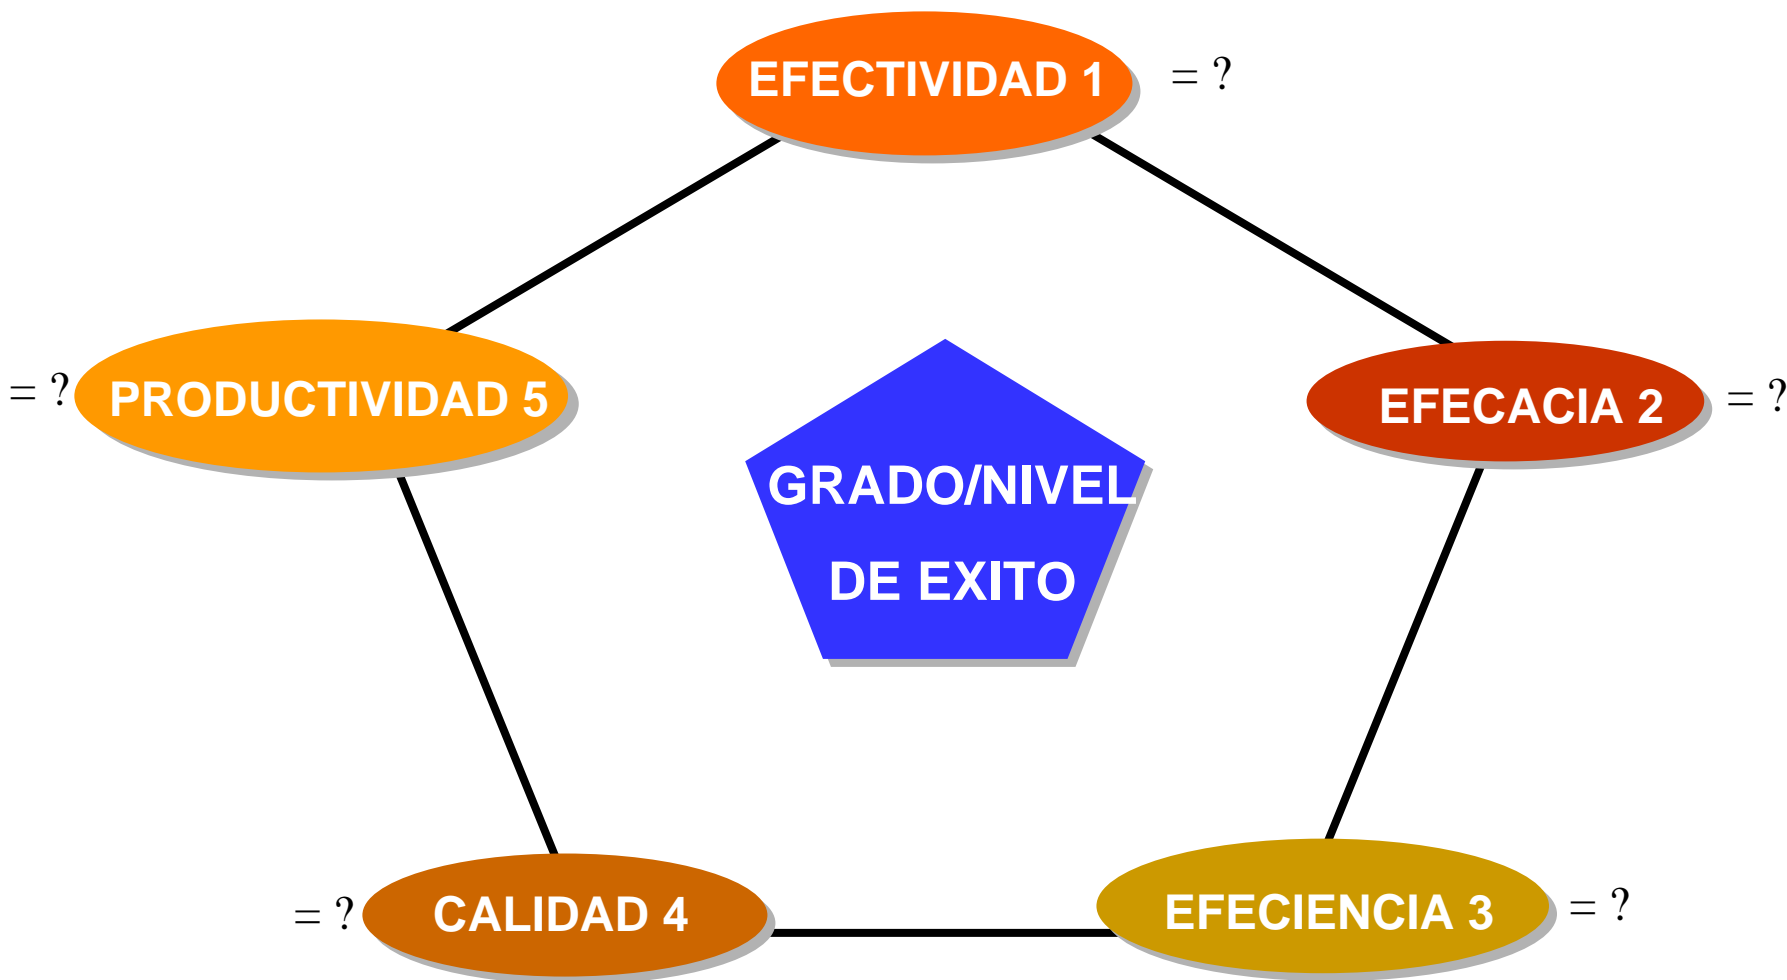 EFECTIVIDAD 1 = ?
= ? PRODUCTIVIDAD 5
EFECACIA 2 = ?
GRADO/NIVEL
DE EXITO
= ? CALIDAD 4
EFECIENCIA 3 = ?